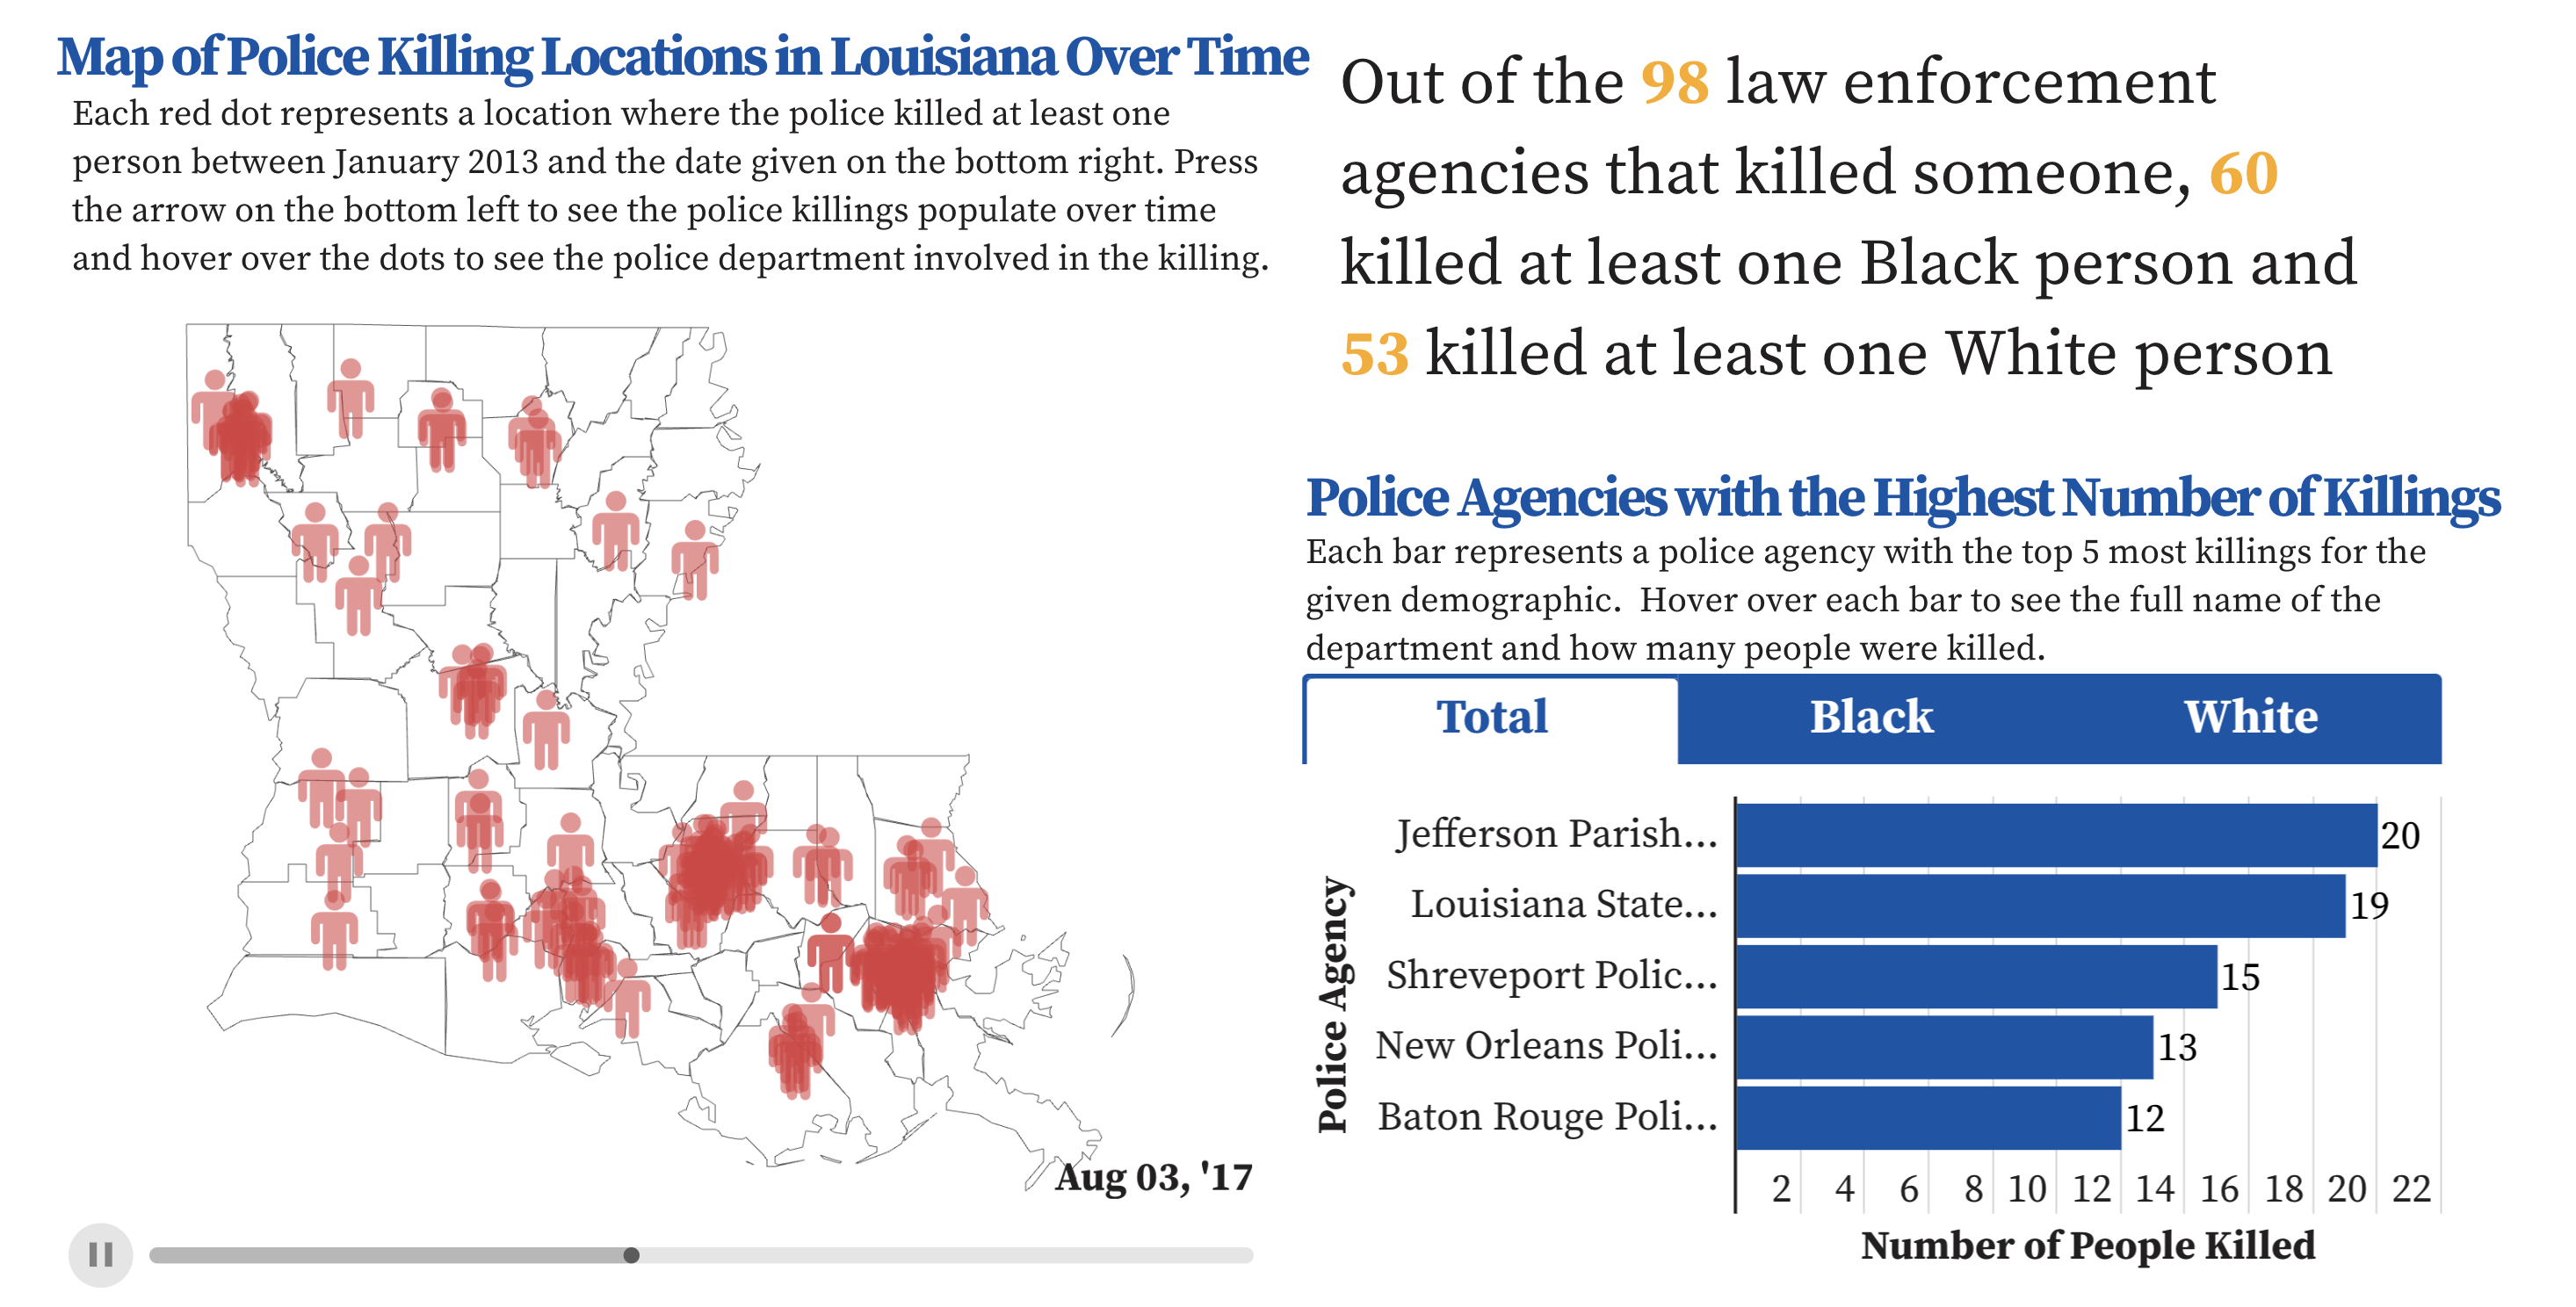 Map of Police Killing Locations in Louisiana Over Time
Each red dot represents a location where the police killed at least one
person between January 2013 and the date given on the bottom right. Press
the arrow on the bottom left to see the police killings populate over time
and hover over the dots to see the police department involved in the killing.
Aug 03, '17
Out of the 98 law enforcement
agencies that killed someone, 60
killed at least one Black person and
53 killed at least one White person
Police Agencies with the Highest Number of Killings
Each bar represents a police agency with the top 5 most killings for the
given demographic. Hover over each bar to see the full name of the
department and how many people were killed.
Total Black White
Police Agency
Jefferson Parish... 20
Louisiana State... 19
Shreveport Polic... 15
New Orleans Poli... 13
Baton Rouge Poli... 12
2 4 6 8 10 12 14 16 18 20 22
Number of People Killed